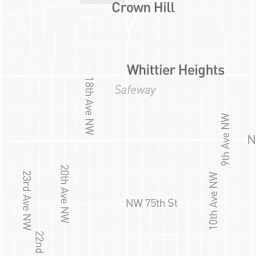 Crown Hill
Whittier Heights
Safeway
18th Ave NW
9th Ave NW
N
23rd Ave NW
20th Ave NW
10th Ave NW
NW 75th St
22nd